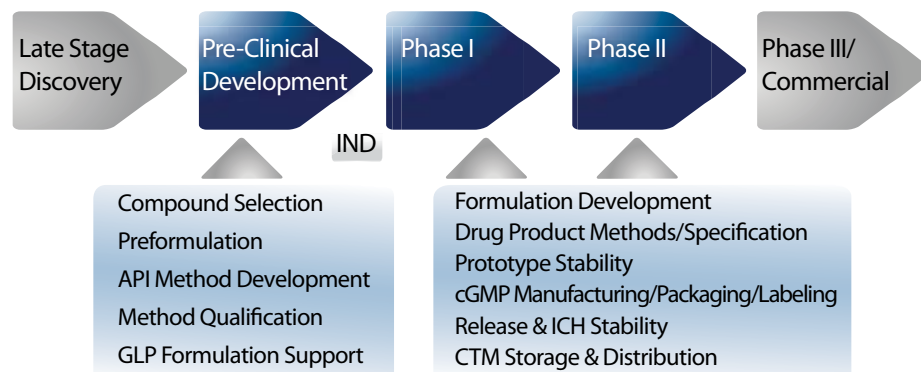 Late Stage
Discovery
Pre-Clinical
Development
Phase I
Phase II
Phase III/
Commercial
IND
Compound Selection
Preformulation
API Method Development
Method Qualification
GLP Formulation Support
Formulation Development
Drug Product Methods/Specification
Prototype Stability
cGMP Manufacturing/Packaging/Labeling
Release & ICH Stability
CTM Storage & Distribution